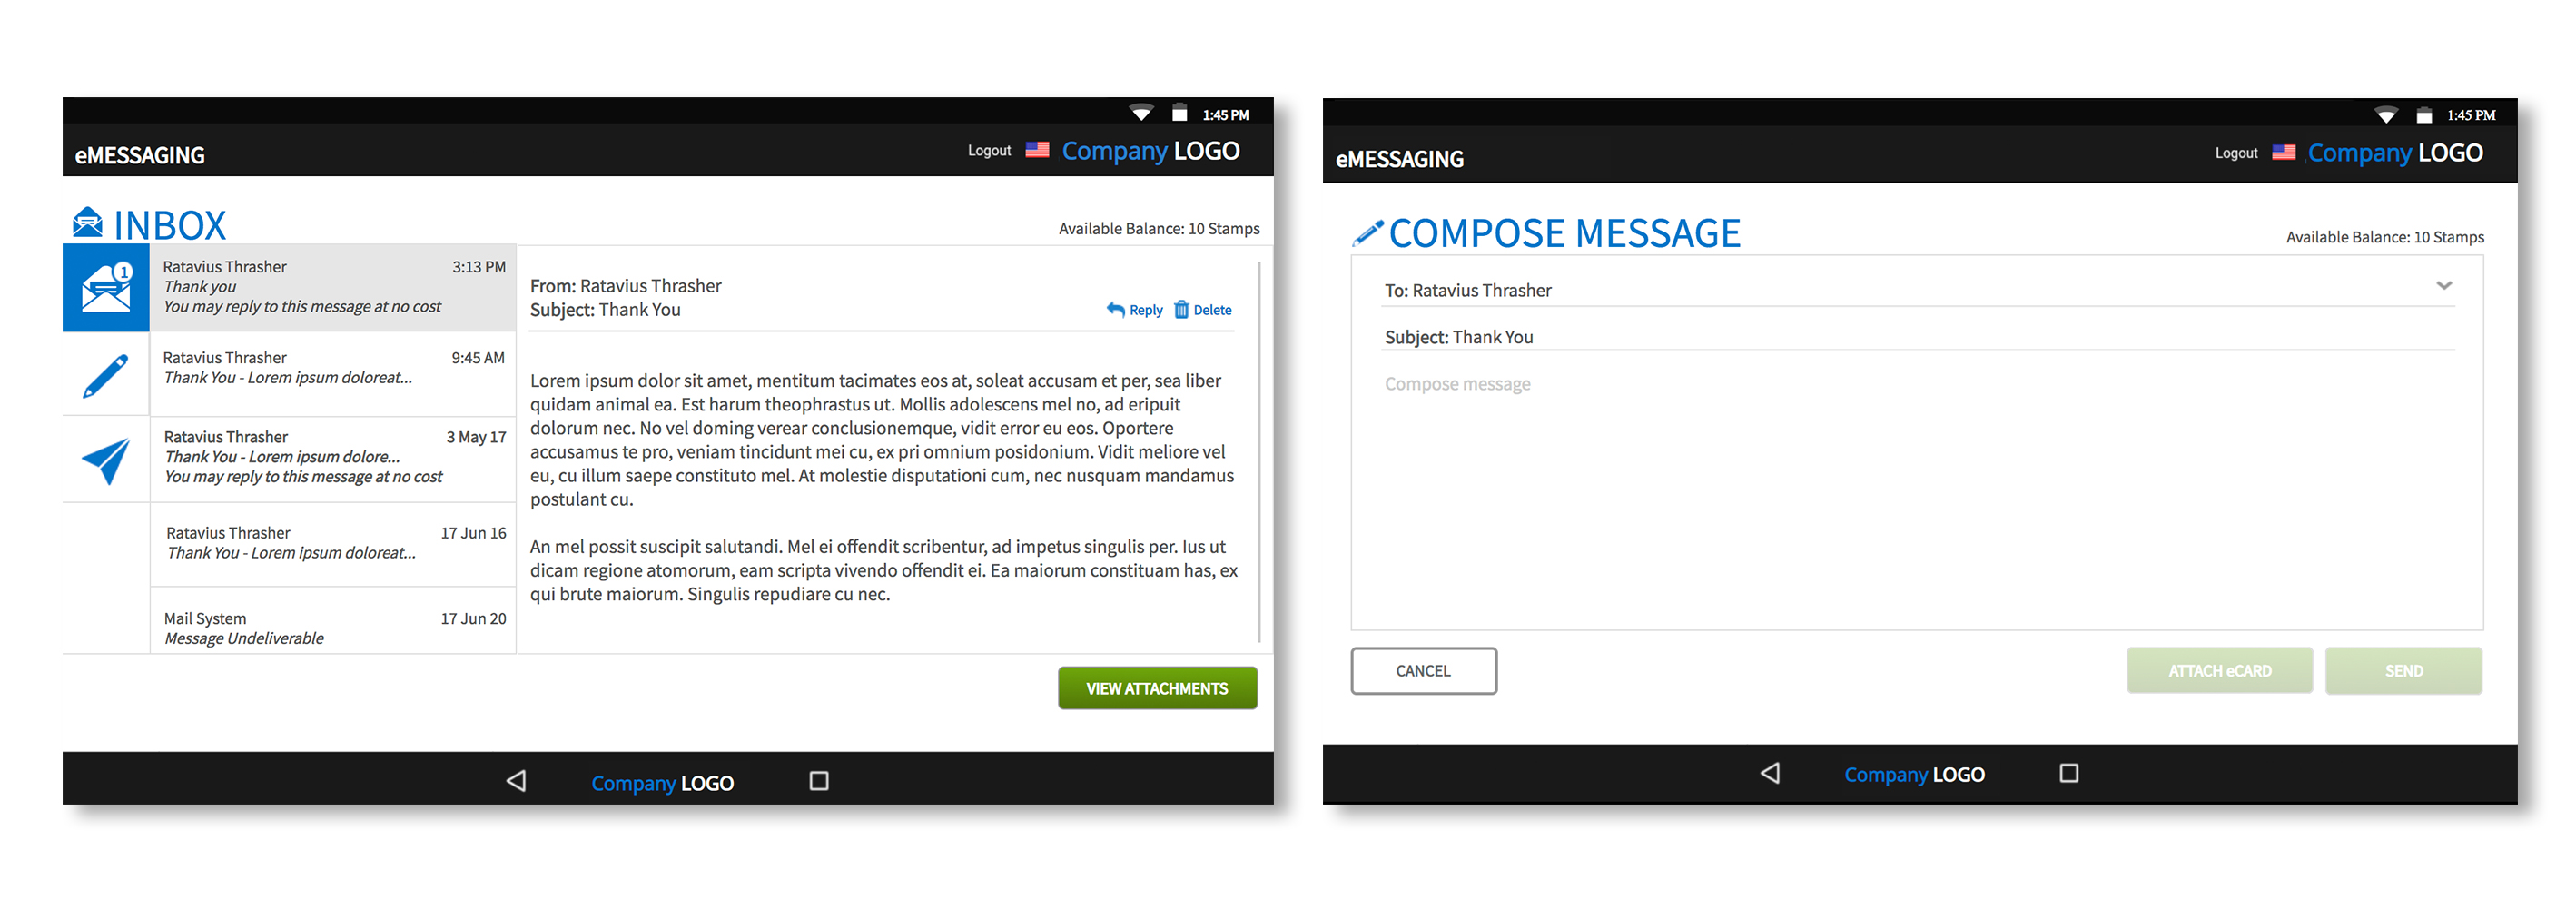 1:45 PM
eMESSAGING
Logout
Company LOGO
INBOX
Available Balance: 10 Stamps
1
Ratavius Thrasher 3:13 PM
Thank you
You may reply to this message at no cost
Ratavius Thrasher 9:45 AM
Thank You - Lorem ipsum doloreat...
Ratavius Thrasher 3 May 17
Thank You - Lorem ipsum dolore...
You may reply to this message at no cost
Ratavius Thrasher 17 Jun 16
Thank You - Lorem ipsum doloreat...
Mail System 17 Jun 20
Message Undeliverable
From: Ratavius Thrasher
Subject: Thank You
Reply Delete
Lorem ipsum dolor sit amet, mentitum tacimates eos at, soleat accusam et per, sea liber
quidam animal ea. Est harum theophrastus ut. Mollis adolescens mel no, ad eripuit
dolorum nec. No vel doming verear conclusionemque, vidit error eu eos. Oportere
accusamus te pro, veniam tincidunt mei cu, ex pri omnium posidonium. Vidit meliore vel
eu, cu illum saepe constituto mel. At molestie disputationi cum, nec nusquam mandamus
postulant cu.
An mel possit suscipit salutandi. Mel ei offendit scribentur, ad impetus singulis per. Ius ut
dicam regione atomorum, eam scripta vivendo offendit ei. Ea maiorum constituam has, ex
qui brute maiorum. Singulis repudiare cu nec.
VIEW ATTACHMENTS
Company LOGO
1:45 PM
eMESSAGING
Logout
Company LOGO
COMPOSE MESSAGE
Available Balance: 10 Stamps
To: Ratavius Thrasher
Subject: Thank You
Compose message
CANCEL
ATTACH eCARD
SEND
Company LOGO